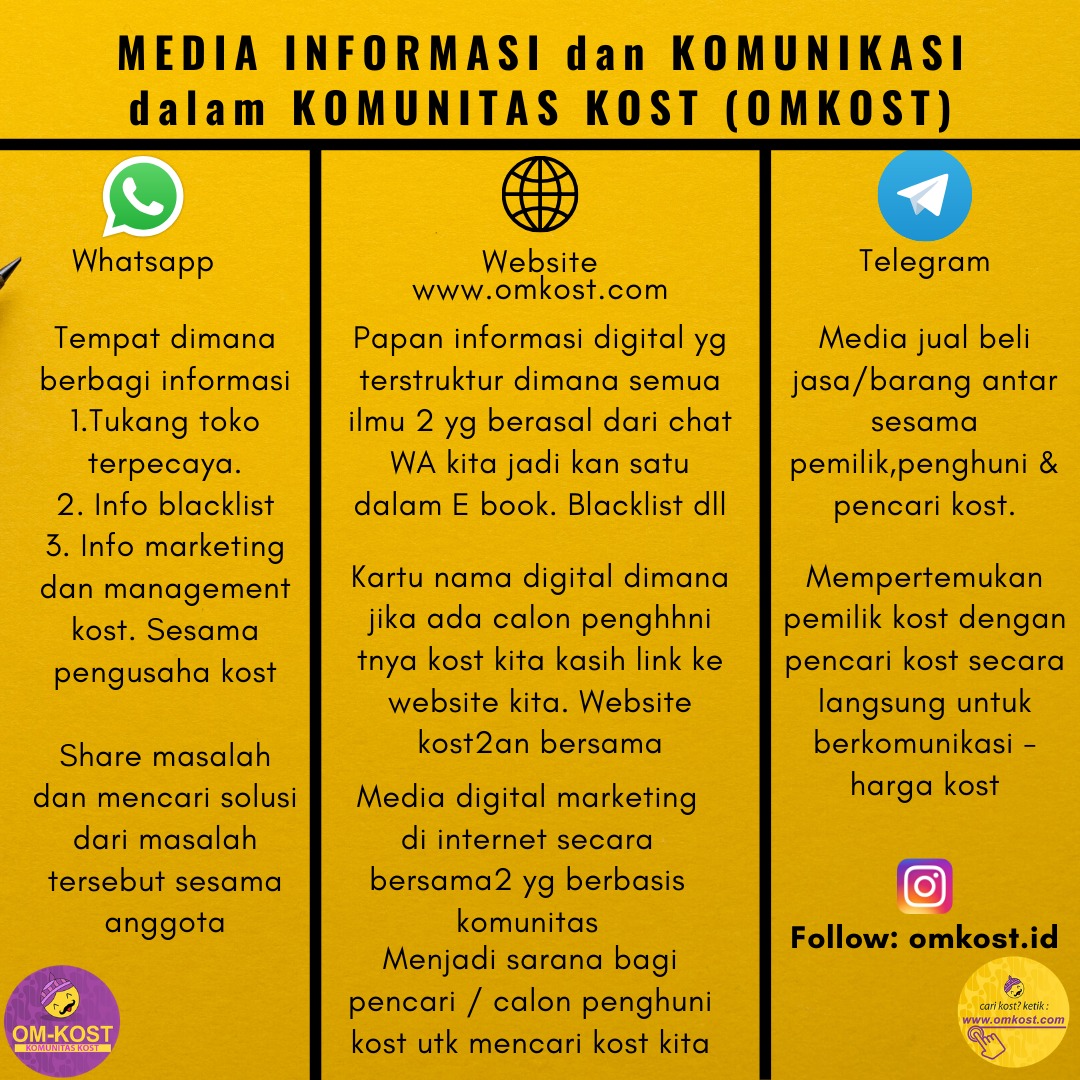 MEDIA INFORMASI dan KOMUNIKASI
dalam KOMUNITAS KOST (OMKOST)
Whatsapp
Tempat dimana
berbagi informasi
1.Tukang toko
terpecaya.
2. Info blacklist
3. Info marketing
dan management
kost. Sesama
pengusaha kost
Share masalah
dan mencari solusi
dari masalah
tersebut sesama
anggota
OM-KOST
KOMUNITAS KOST
Website
www.omkost.com
Papan informasi digital yg
terstruktur dimana semua
ilmu 2 yg berasal dari chat
WA kita jadi kan satu
dalam E book. Blacklist dll
Kartu nama digital dimana
jika ada calon penghhni
tnya kost kita kasih link ke
website kita. Website
kost2an bersama
Media digital marketing
di internet secara
bersama2 yg berbasis
komunitas
Menjadi sarana bagi
pencari / calon penghuni
kost utk mencari kost kita
Telegram
Media jual beli
jasa/barang antar
sesama
pemilik,penghuni &
pencari kost.
Mempertemukan
pemilik kost dengan
pencari kost secara
langsung untuk
berkomunikasi -
harga kost
Follow: omkost.id
cari kost? ketik :
www.omkost.com